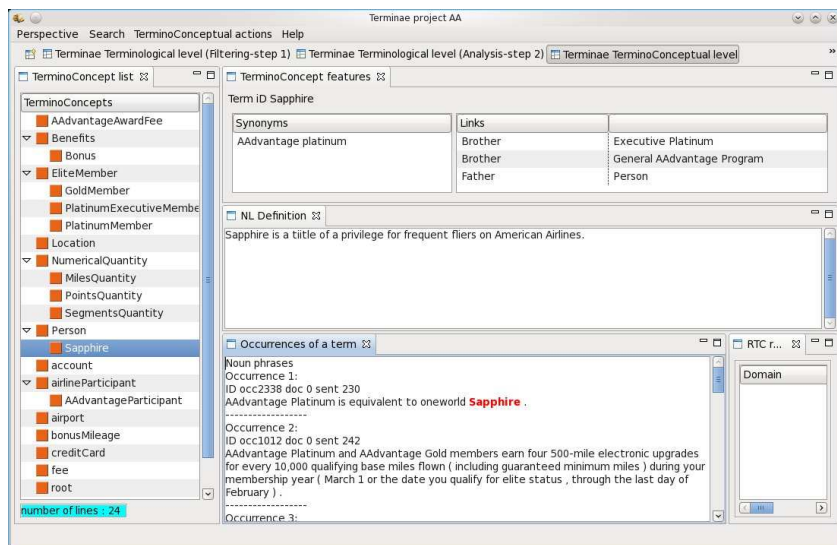 Terminae project AA
Perspective Search TerminoConceptual actions Help
Terminae Terminological level (Filtering-step 1) Terminae Terminological level (Analysis-step 2) Terminae TerminoConceptual level »
TerminoConcept list
TerminoConcepts
AAdvantageAwardFee
Benefits
Bonus
EliteMember
GoldMember
PlatinumExecutiveMembe
PlatinumMember
Location
NumericalQuantity
MilesQuantity
PointsQuantity
SegmentsQuantity
Person
Sapphire
account
airlineParticipant
AAdvantageParticipant
airport
bonusMileage
creditCard
fee
root
number of lines : 24
TerminoConcept features
Term iD Sapphire
Synonyms
AAdvantage platinum
Links
Brother Executive Platinum
Brother General AAdvantage Program
Father Person
NL Definition
Sapphire is a tiitle of a privilege for frequent fliers on American Airlines.
Occurrences of a term
Noun phrases
Occurrence 1:
ID occ2338 doc 0 sent 230
AAdvantage Platinum is equivalent to oneworld Sapphire .
------------------
Occurrence 2:
ID occ1012 doc 0 sent 242
AAdvantage Platinum and AAdvantage Gold members earn four 500-mile electronic upgrades
for every 10,000 qualifying base miles flown ( including guaranteed minimum miles ) during your
membership year ( March 1 or the date you qualify for elite status , through the last day of
February ) .
------------------
Occurrence 3:
RTC r...
Domain